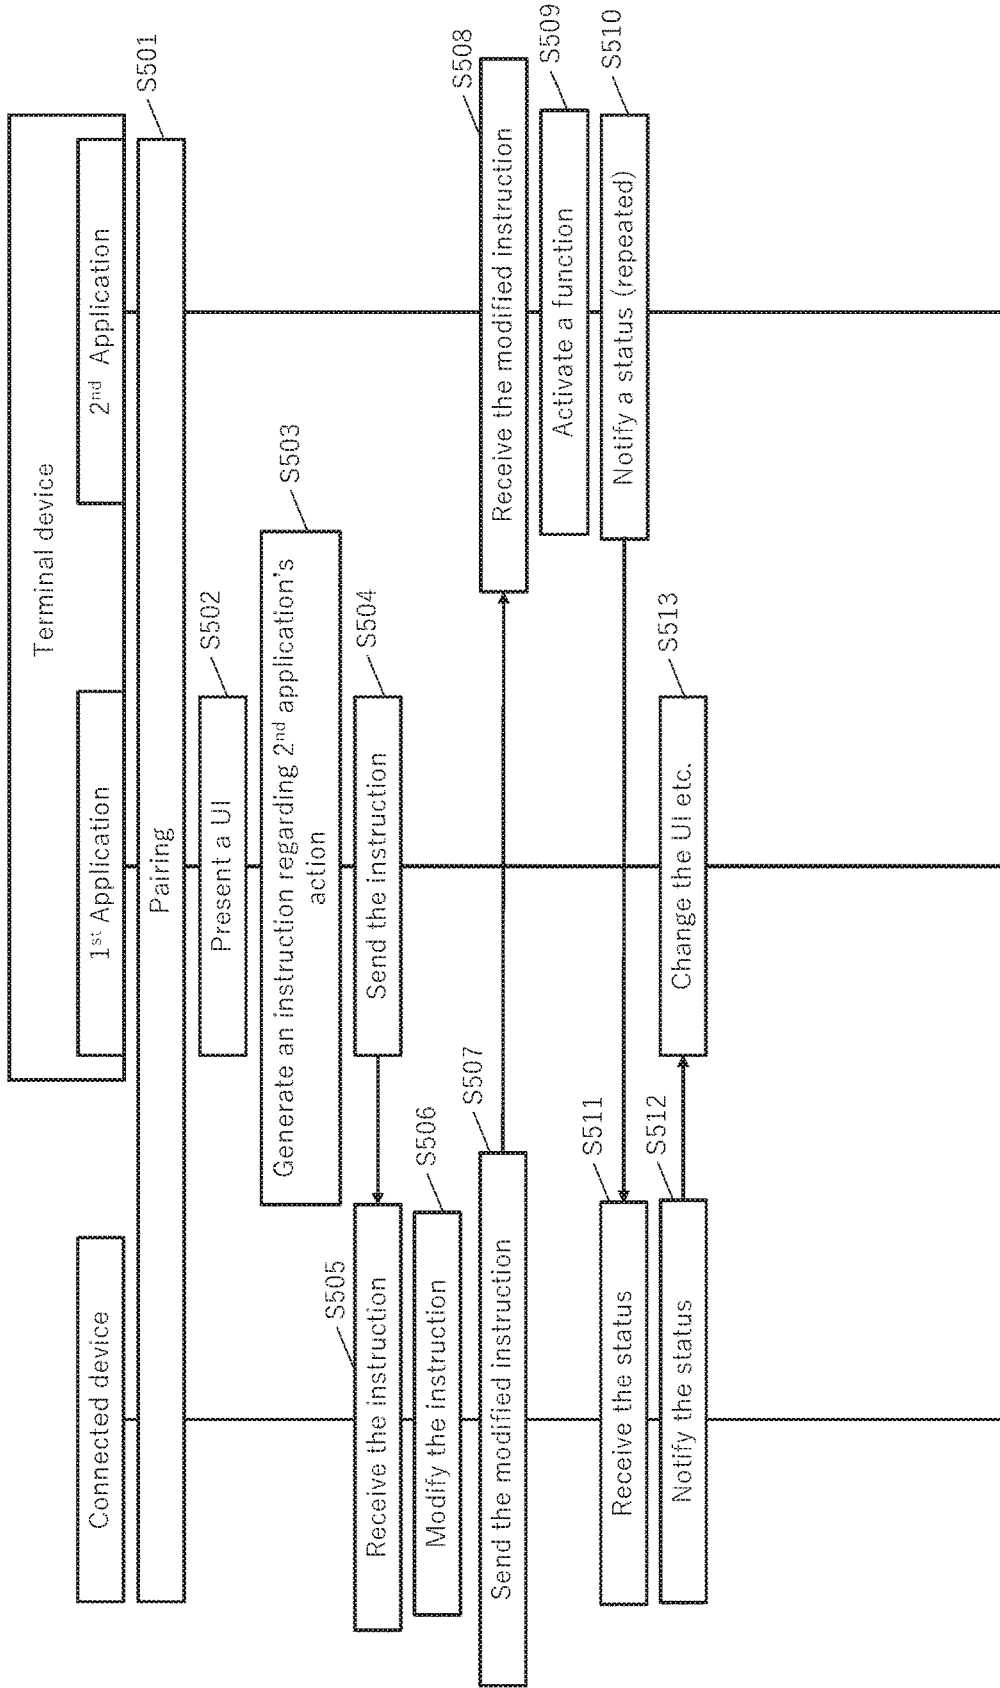 Terminal device
Connected device
1st Application
2nd Application
Pairing
S501
Present a UI
S502
Generate an instruction regarding 2nd application's
action
S503
Send the instruction
S504
Receive the instruction
S505
Modify the instruction
S506
Send the modified instruction
S507
Receive the modified instruction
S508
Activate a function
S509
Notify a status (repeated)
S510
Receive the status
S511
Notify the status
S512
Change the UI etc.
S513